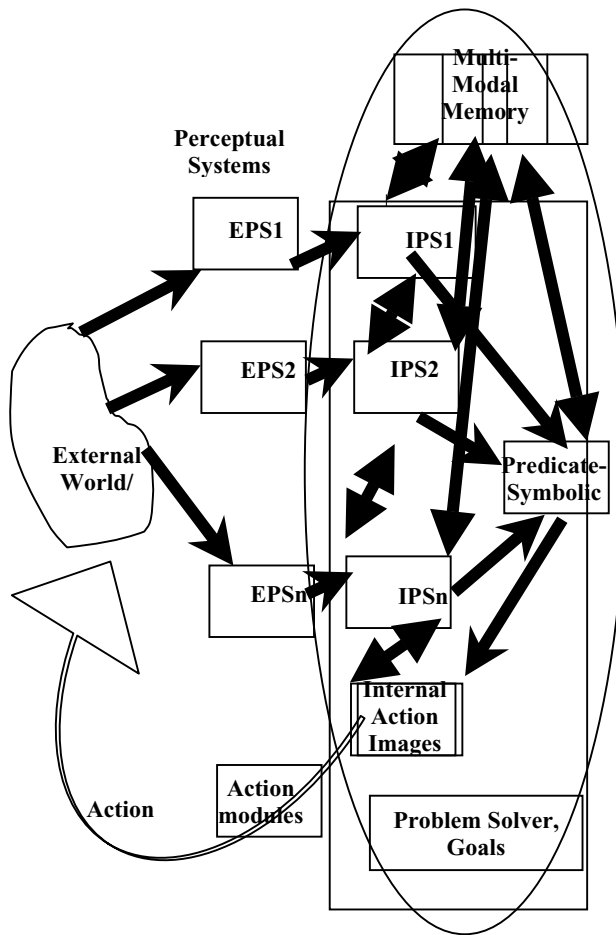 Multi-
Modal
Memory
Perceptual
Systems
EPS1
IPS1
EPS2
IPS2
External
World/
Predicate-
Symbolic
EPSn
IPSn
Internal
Action
Images
Action
Action
modules
Problem Solver,
Goals